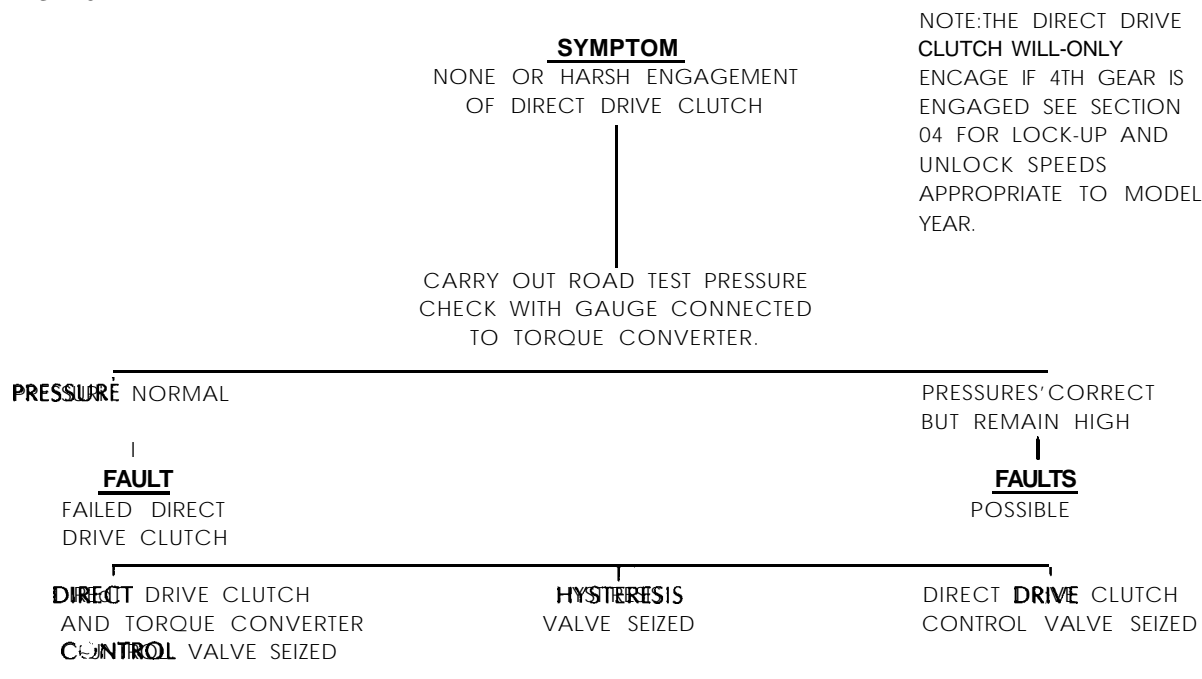 SYMPTOM
NONE OR HARSH ENGAGEMENT
OF DIRECT DRIVE CLUTCH
NOTE:THE DIRECT DRIVE
CLUTCH WILL-ONLY
ENCAGE IF 4TH GEAR IS
ENGAGED SEE SECTION
04 FOR LOCK-UP AND
UNLOCK SPEEDS
APPROPRIATE TO MODEL
YEAR.
CARRY OUT ROAD TEST PRESSURE
CHECK WITH GAUGE CONNECTED
TO TORQUE CONVERTER.
PRESSURE NORMAL
PRESSURES'CORRECT
BUT REMAIN HIGH
FAULT
FAILED DIRECT
DRIVE CLUTCH
FAULTS
POSSIBLE
DIRECT DRIVE CLUTCH
AND TORQUE CONVERTER
CONTROL VALVE SEIZED
HYSTERESIS
VALVE SEIZED
DIRECT DRIVE CLUTCH
CONTROL VALVE SEIZED